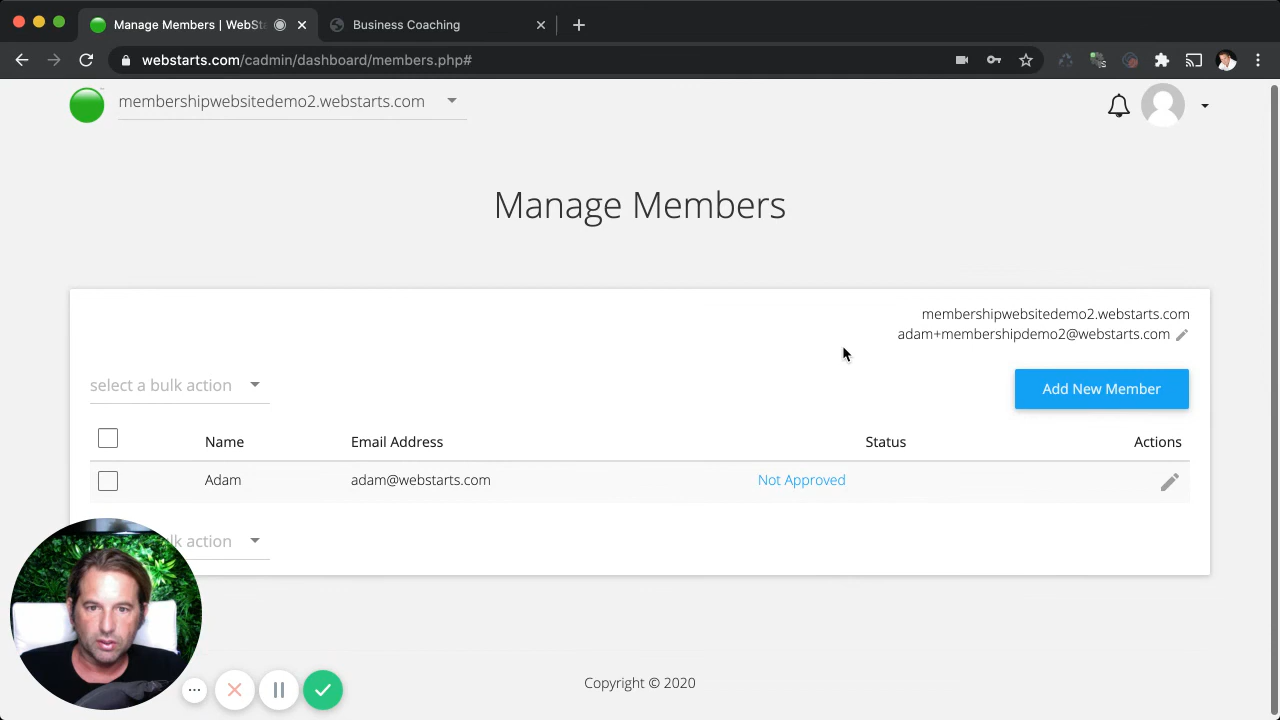 Manage Members | WebSta
Business Coaching
webstarts.com/cadmin/dashboard/members.php#
membershipwebsitedemo2.webstarts.com
Manage Members
membershipwebsitedemo2.webstarts.com
adam+membershipdemo2@webstarts.com
select a bulk action
Add New Member
Name Email Address Status Actions
Adam adam@webstarts.com Not Approved
lk action
Copyright © 2020